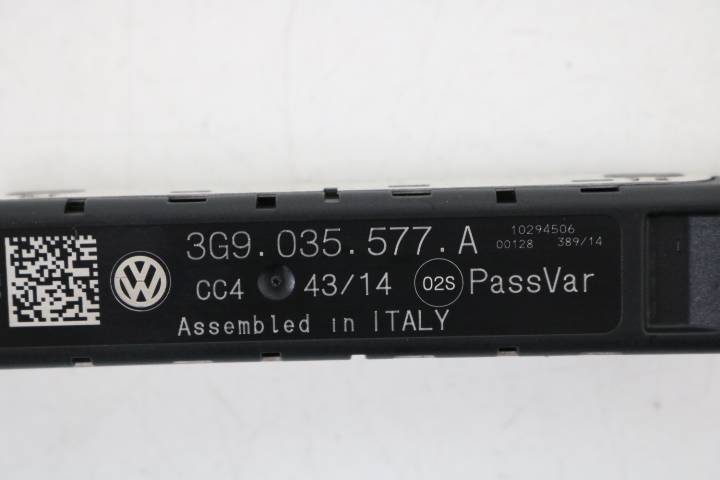 3G9.035.577.A
10294506
00128 389/14
CC4 43/14 02S PassVar
Assembled in ITALY